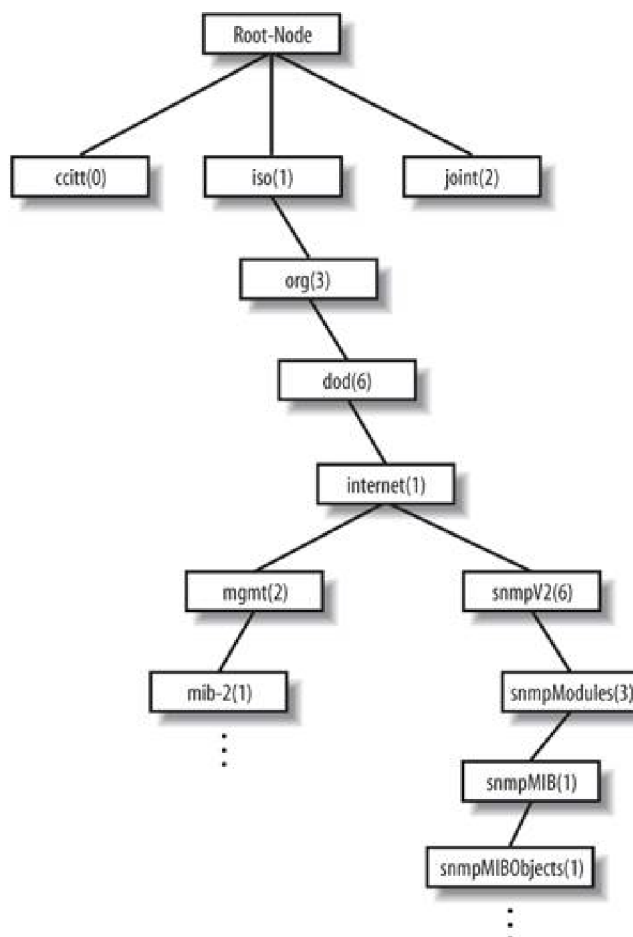 Root-Node
ccitt(0)
iso(1)
joint(2)
org(3)
dod(6)
internet(1)
mgmt(2)
snmpV2(6)
mib-2(1)
snmpModules(3)
snmpMIB(1)
snmpMIBObjects(1)